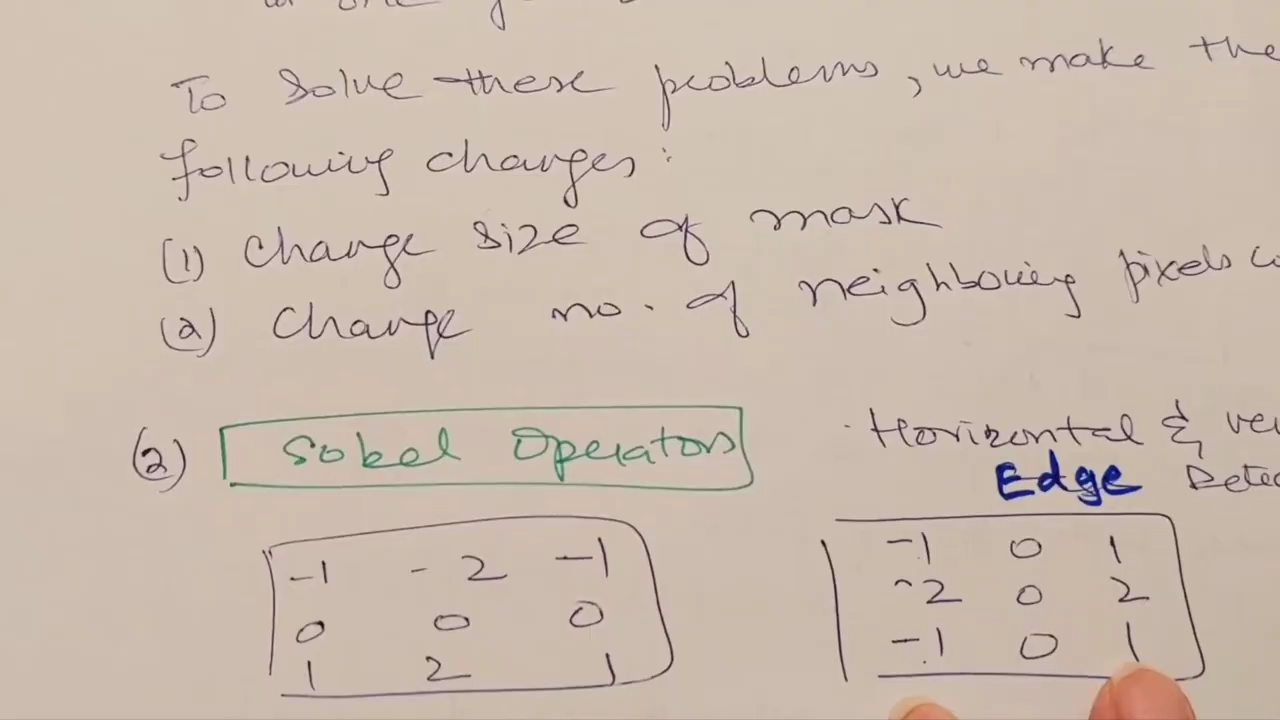 To solve these problems, we make the
following changes:
(1) Change size of mask
(2) Change no. of neighboring pixels
(2) Sobel Operators
Horizontal &
Edge
-1 -2 -1
0 0 0
1 2 1
-1 0 1
-2 0 2
-1 0 1